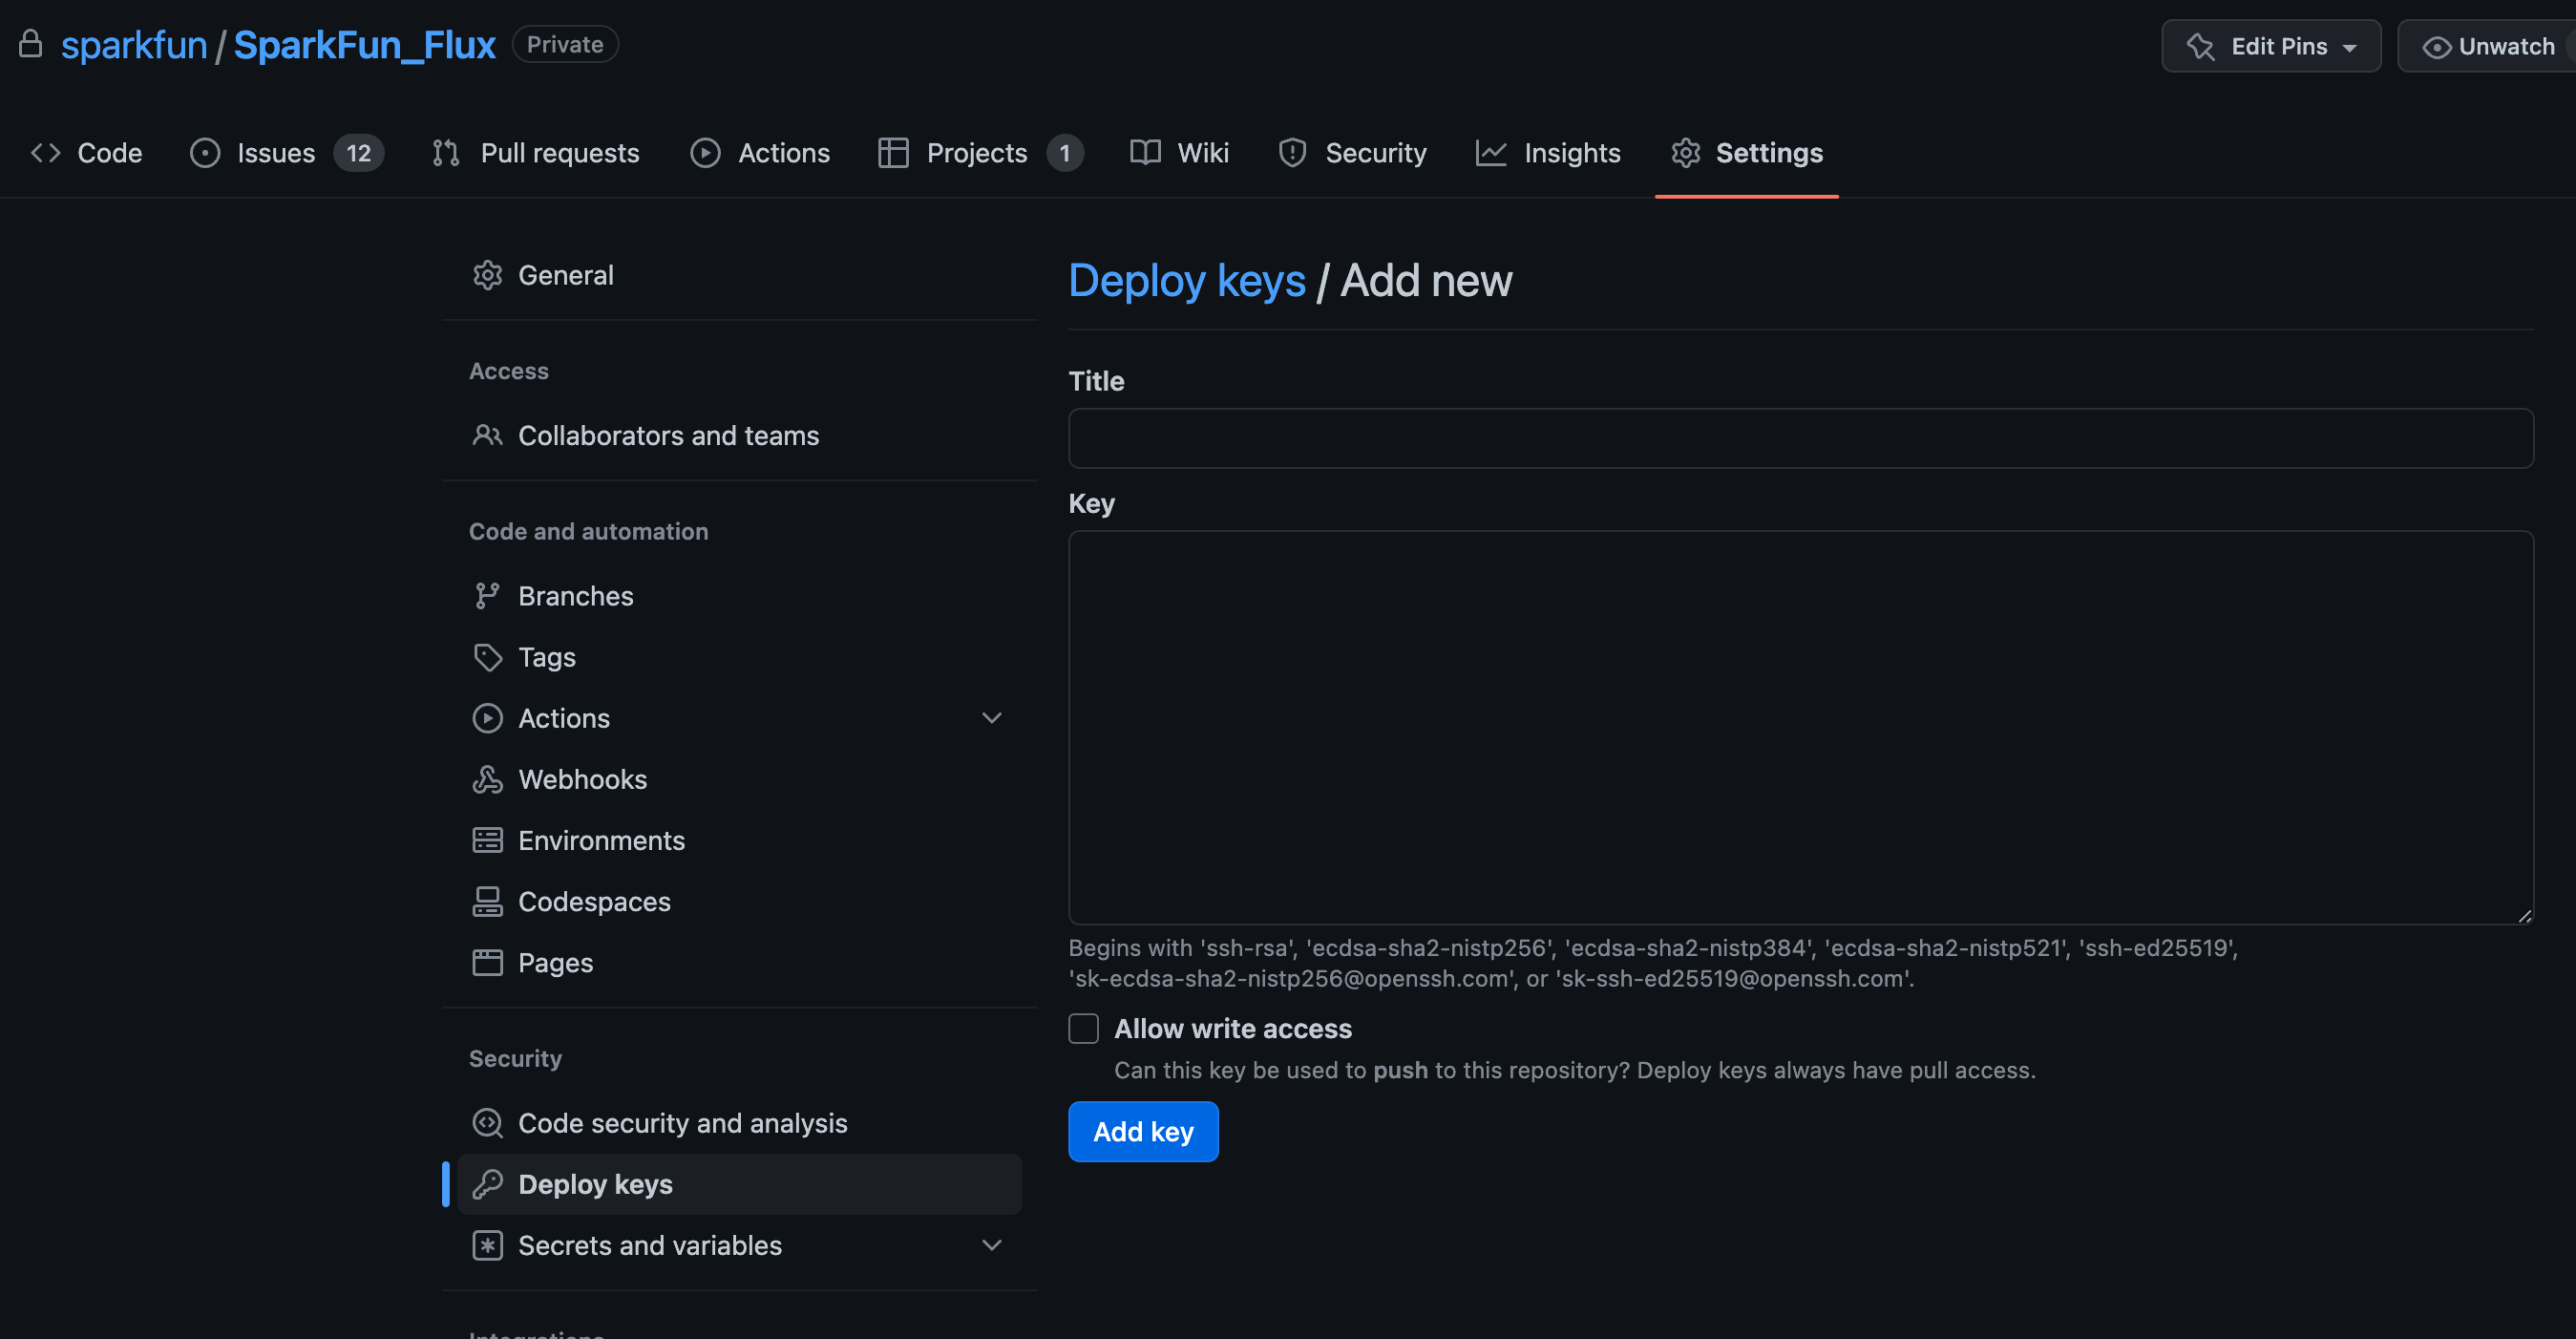 sparkfun / SparkFun_Flux Private Edit Pins Unwatch
Code Issues 12 Pull requests Actions Projects 1 Wiki Security Insights Settings
General
Access
Collaborators and teams
Code and automation
Branches
Tags
Actions
Webhooks
Environments
Codespaces
Pages
Security
Code security and analysis
Deploy keys
Secrets and variables
Deploy keys / Add new
Title
Key
Begins with 'ssh-rsa', 'ecdsa-sha2-nistp256', 'ecdsa-sha2-nistp384', 'ecdsa-sha2-nistp521', 'ssh-ed25519',
'sk-ecdsa-sha2-nistp256@openssh.com', or 'sk-ssh-ed25519@openssh.com'.
Allow write access
Can this key be used to push to this repository? Deploy keys always have pull access.
Add key